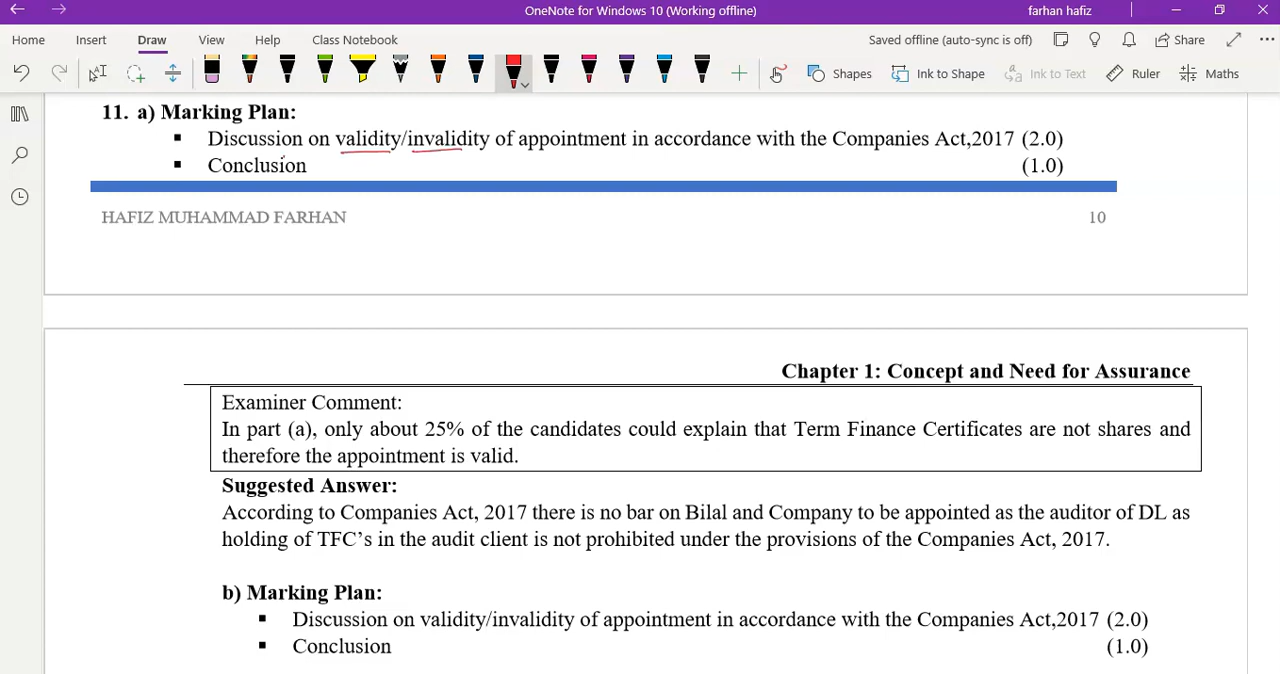 OneNote for Windows 10 (Working offline)
farhan hafiz
Home Insert Draw View Help Class Notebook
Saved offline (auto-sync is off)
Share
Shapes
Ink to Shape
Ink to Text
Ruler
Maths
11. a) Marking Plan:
▪ Discussion on validity/invalidity of appointment in accordance with the Companies Act,2017 (2.0)
▪ Conclusion (1.0)
HAFIZ MUHAMMAD FARHAN 10
Chapter 1: Concept and Need for Assurance
Examiner Comment:
In part (a), only about 25% of the candidates could explain that Term Finance Certificates are not shares and
therefore the appointment is valid.
Suggested Answer:
According to Companies Act, 2017 there is no bar on Bilal and Company to be appointed as the auditor of DL as
holding of TFC’s in the audit client is not prohibited under the provisions of the Companies Act, 2017.
b) Marking Plan:
▪ Discussion on validity/invalidity of appointment in accordance with the Companies Act,2017 (2.0)
▪ Conclusion (1.0)